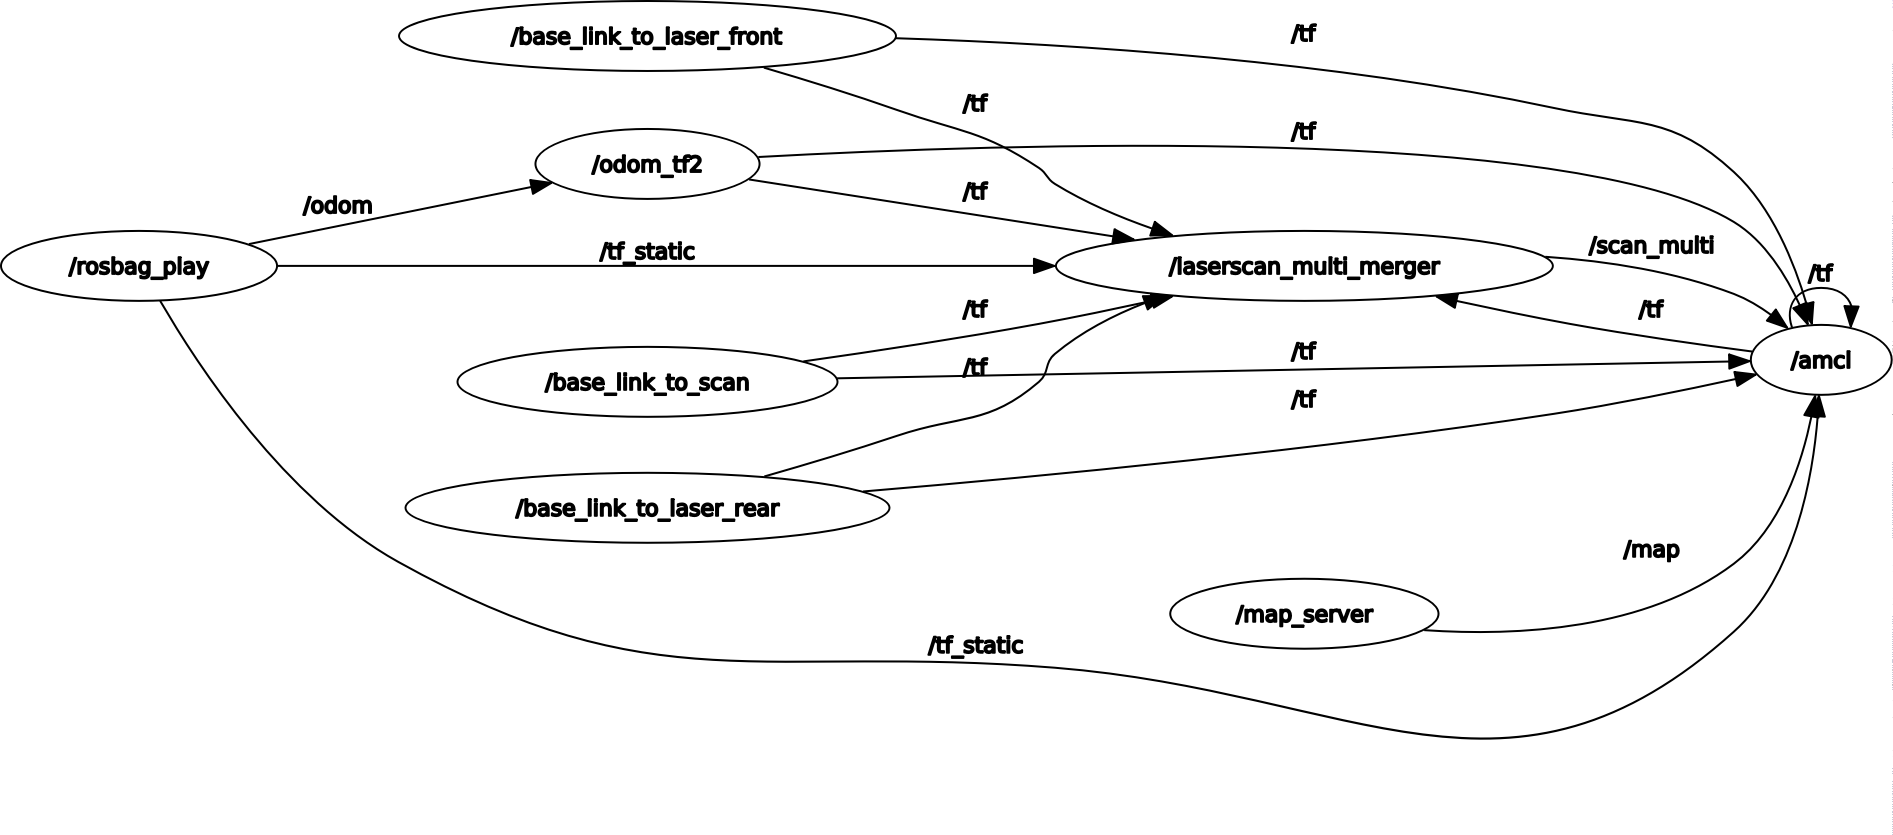 /base_link_to_laser_front
/tf
/tf
/tf
/odom_tf2
/tf
/odom
/rosbag_play
/tf_static
/laserscan_multi_merger
/scan_multi
/tf
/tf
/tf
/base_link_to_scan
/tf
/tf
/amcl
/tf
/base_link_to_laser_rear
/map
/map_server
/tf_static